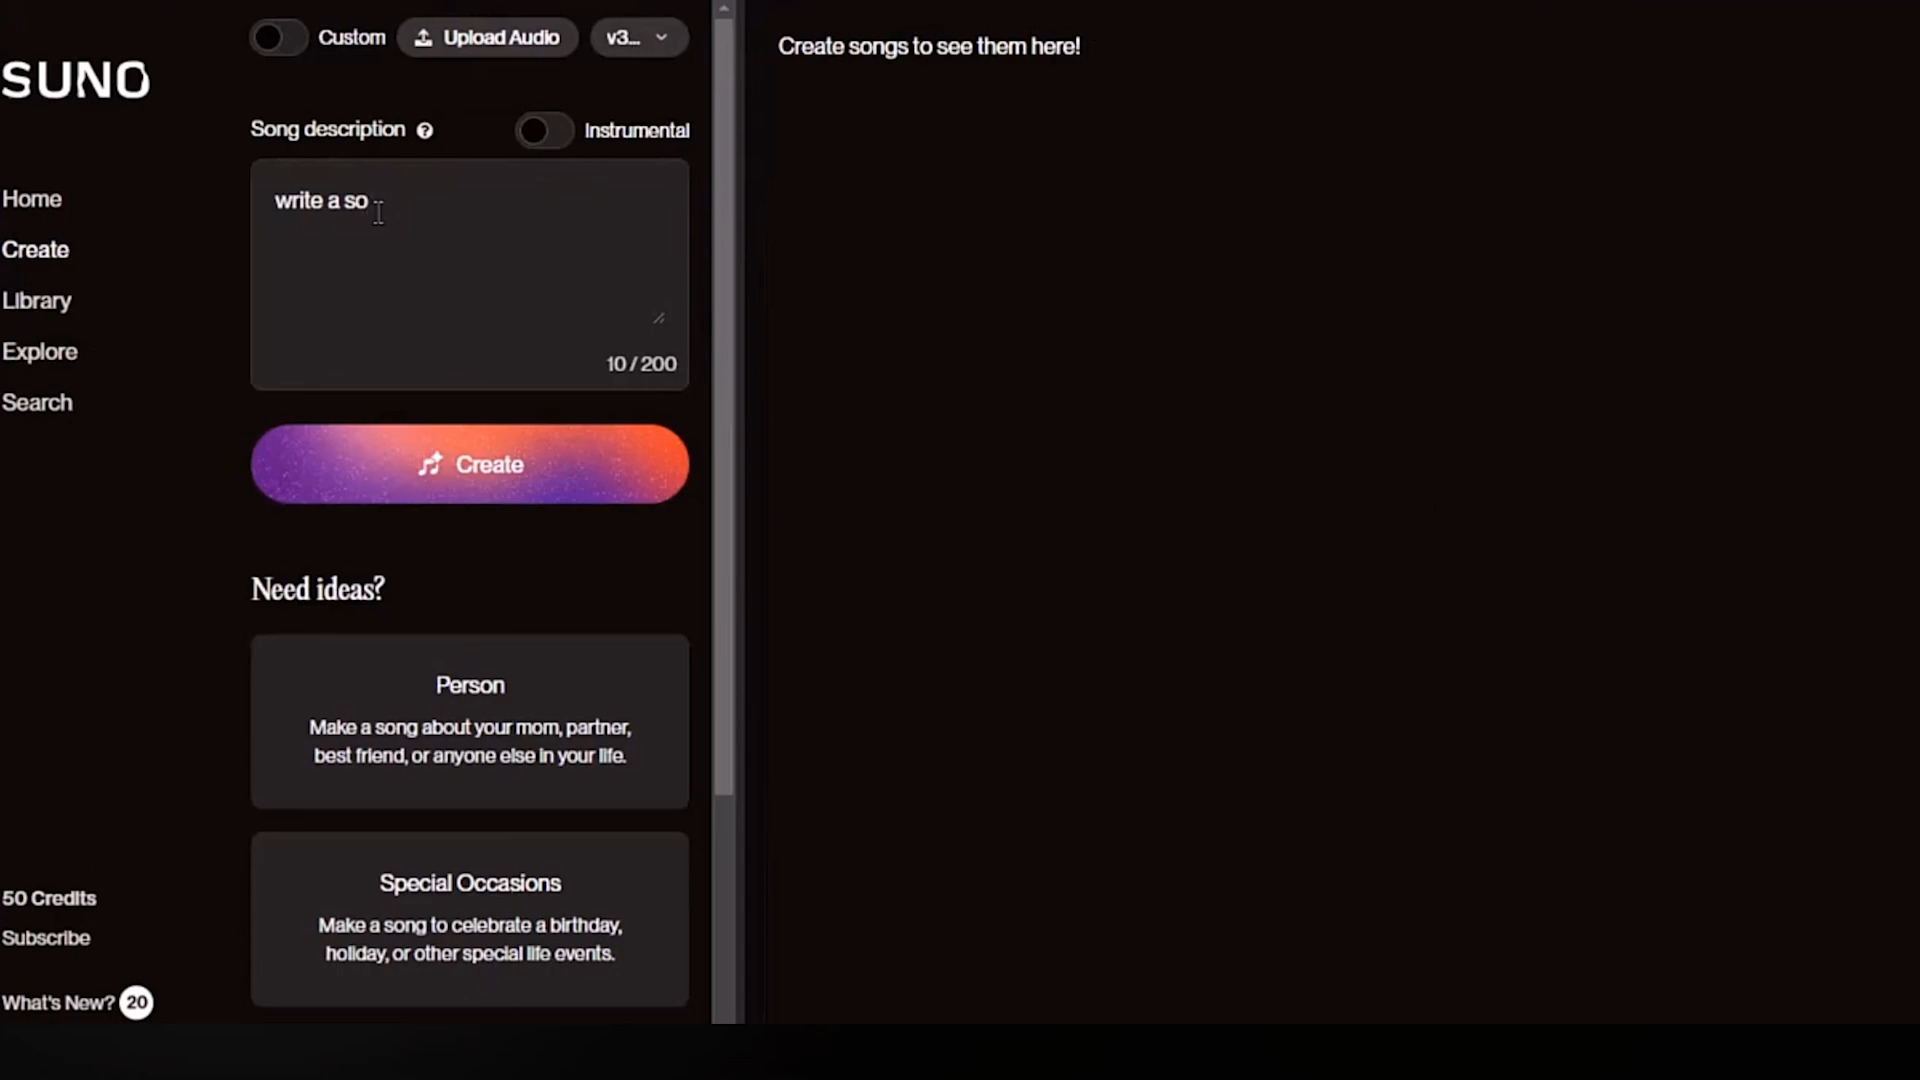 SUNO
Home
Create
Library
Explore
Search
50 Credits
Subscribe
What's New? 20
Custom
Upload Audio
v3...
Song description ?
Instrumental
write a so
10 / 200
Create
Need ideas?
Person
Make a song about your mom, partner,
best friend, or anyone else in your life.
Special Occasions
Make a song to celebrate a birthday,
holiday, or other special life events.
Create songs to see them here!